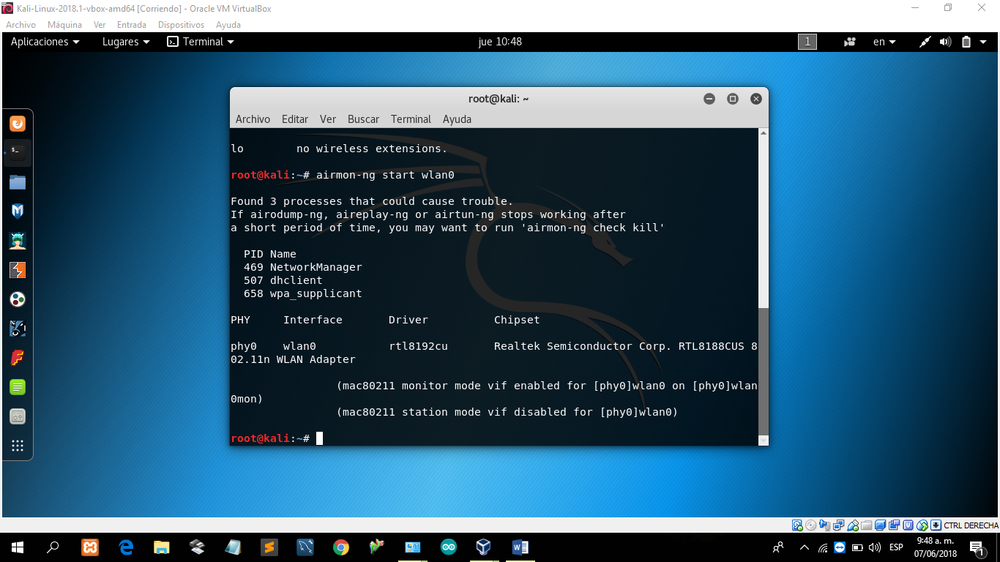 Kali-Linux-2018.1-vbox-amd64 [Corriendo] - Oracle VM VirtualBox
Archivo Máquina Ver Entrada Dispositivos Ayuda
Aplicaciones Lugares Terminal jue 10:48 1 en
root@kali: ~
Archivo Editar Ver Buscar Terminal Ayuda
lo no wireless extensions.
root@kali:~# airmon-ng start wlan0
Found 3 processes that could cause trouble.
If airodump-ng, aireplay-ng or airtun-ng stops working after
a short period of time, you may want to run 'airmon-ng check kill'
PID Name
469 NetworkManager
507 dhclient
658 wpa_supplicant
PHY Interface Driver Chipset
phy0 wlan0 rtl8192cu Realtek Semiconductor Corp. RTL8188CUS 8
02.11n WLAN Adapter
(mac80211 monitor mode vif enabled for [phy0]wlan0 on [phy0]wlan
0mon)
(mac80211 station mode vif disabled for [phy0]wlan0)
root@kali:~#
CTRL DERECHA
ESP
9:48 a. m.
07/06/2018
1